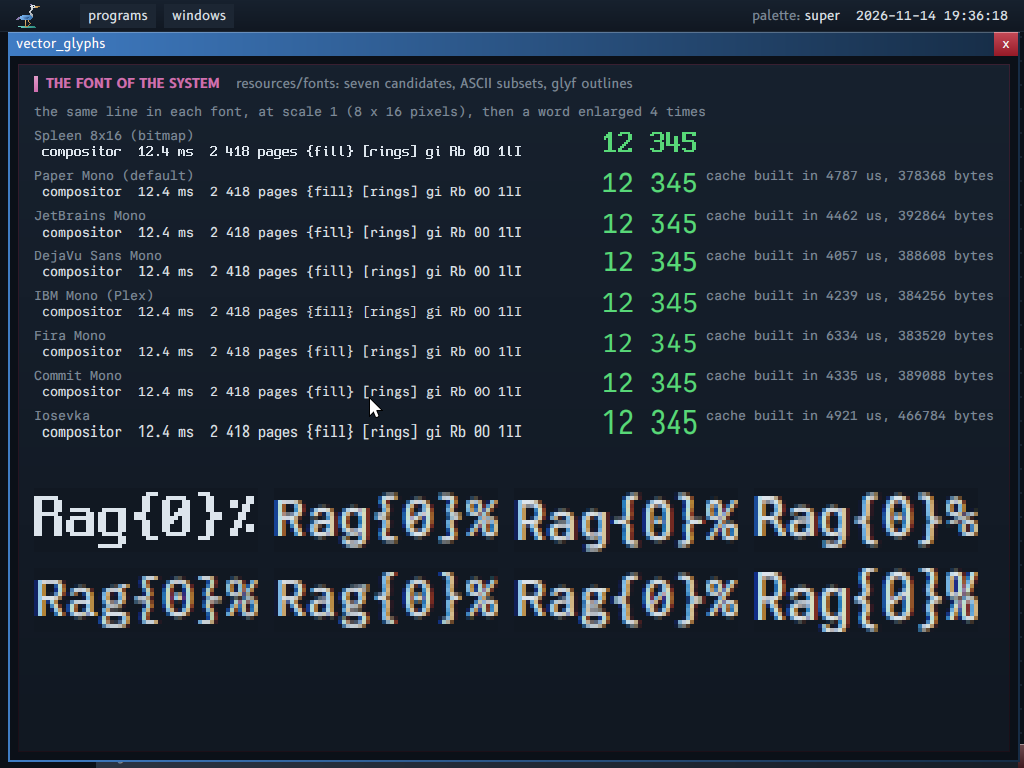 programs windows palette: super 2026-11-14 19:36:18
vector_glyphs x
THE FONT OF THE SYSTEM resources/fonts: seven candidates, ASCII subsets, glyf outlines
the same line in each font, at scale 1 (8 x 16 pixels), then a word enlarged 4 times
Spleen 8x16 (bitmap)
compositor 12.4 ms 2 418 pages {fill} [rings] gi Rb 0O 1lI 12 345
Paper Mono (default) cache built in 4787 us, 378368 bytes
compositor 12.4 ms 2 418 pages {fill} [rings] gi Rb 0O 1lI 12 345
JetBrains Mono cache built in 4462 us, 392864 bytes
compositor 12.4 ms 2 418 pages {fill} [rings] gi Rb 0O 1lI 12 345
DejaVu Sans Mono cache built in 4057 us, 388608 bytes
compositor 12.4 ms 2 418 pages {fill} [rings] gi Rb 0O 1lI 12 345
IBM Mono (Plex) cache built in 4239 us, 384256 bytes
compositor 12.4 ms 2 418 pages {fill} [rings] gi Rb 0O 1lI 12 345
Fira Mono cache built in 6334 us, 383520 bytes
compositor 12.4 ms 2 418 pages {fill} [rings] gi Rb 0O 1lI 12 345
Commit Mono cache built in 4335 us, 389088 bytes
compositor 12.4 ms 2 418 pages {fill} [rings] gi Rb 0O 1lI 12 345
Iosevka cache built in 4921 us, 466784 bytes
compositor 12.4 ms 2 418 pages {fill} [rings] gi Rb 0O 1lI 12 345
Rag{0}% Rag{0}% Rag{0}% Rag{0}%
Rag{0}% Rag{0}% Rag{0}% Rag{0}%